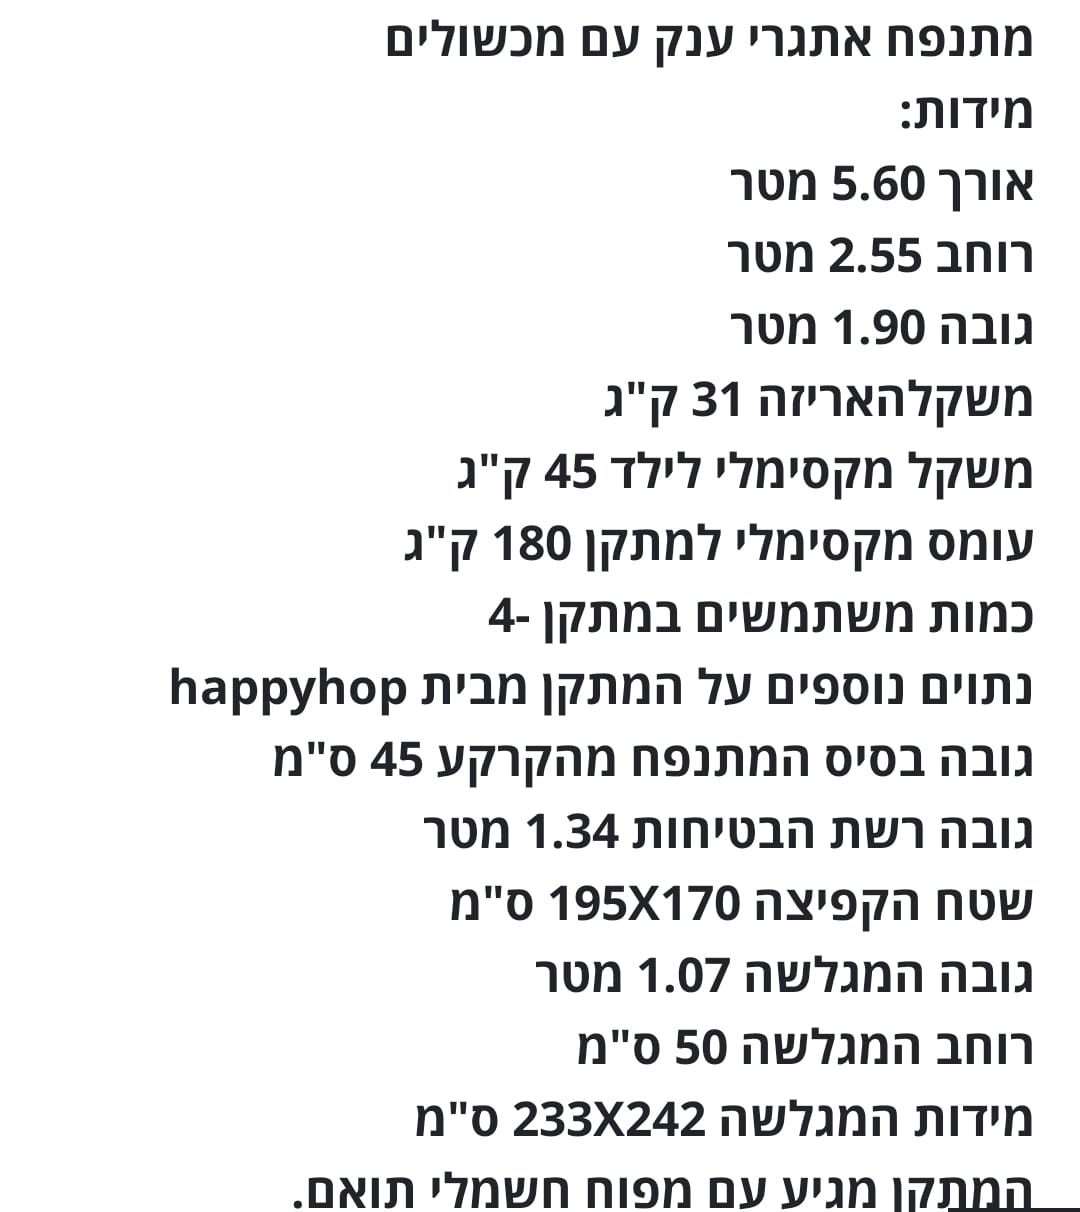 מתנפח אתגרי ענק עם מכשולים
מידות:
אורך 5.60 מטר
רוחב 2.55 מטר
גובה 1.90 מטר
משקלהאריזה 31 ק"ג
משקל מקסימלי לילד 45 ק"ג
עומס מקסימלי למתקן 180 ק"ג
כמות משתמשים במתקן -4
נתוים נוספים על המתקן מבית happyhop
גובה בסיס המתנפח מהקרקע 45 ס"מ
גובה רשת הבטיחות 1.34 מטר
שטח הקפיצה 195X170 ס"מ
גובה המגלשה 1.07 מטר
רוחב המגלשה 50 ס"מ
מידות המגלשה 233X242 ס"מ
המתקן מגיע עם מפוח חשמלי תואם.